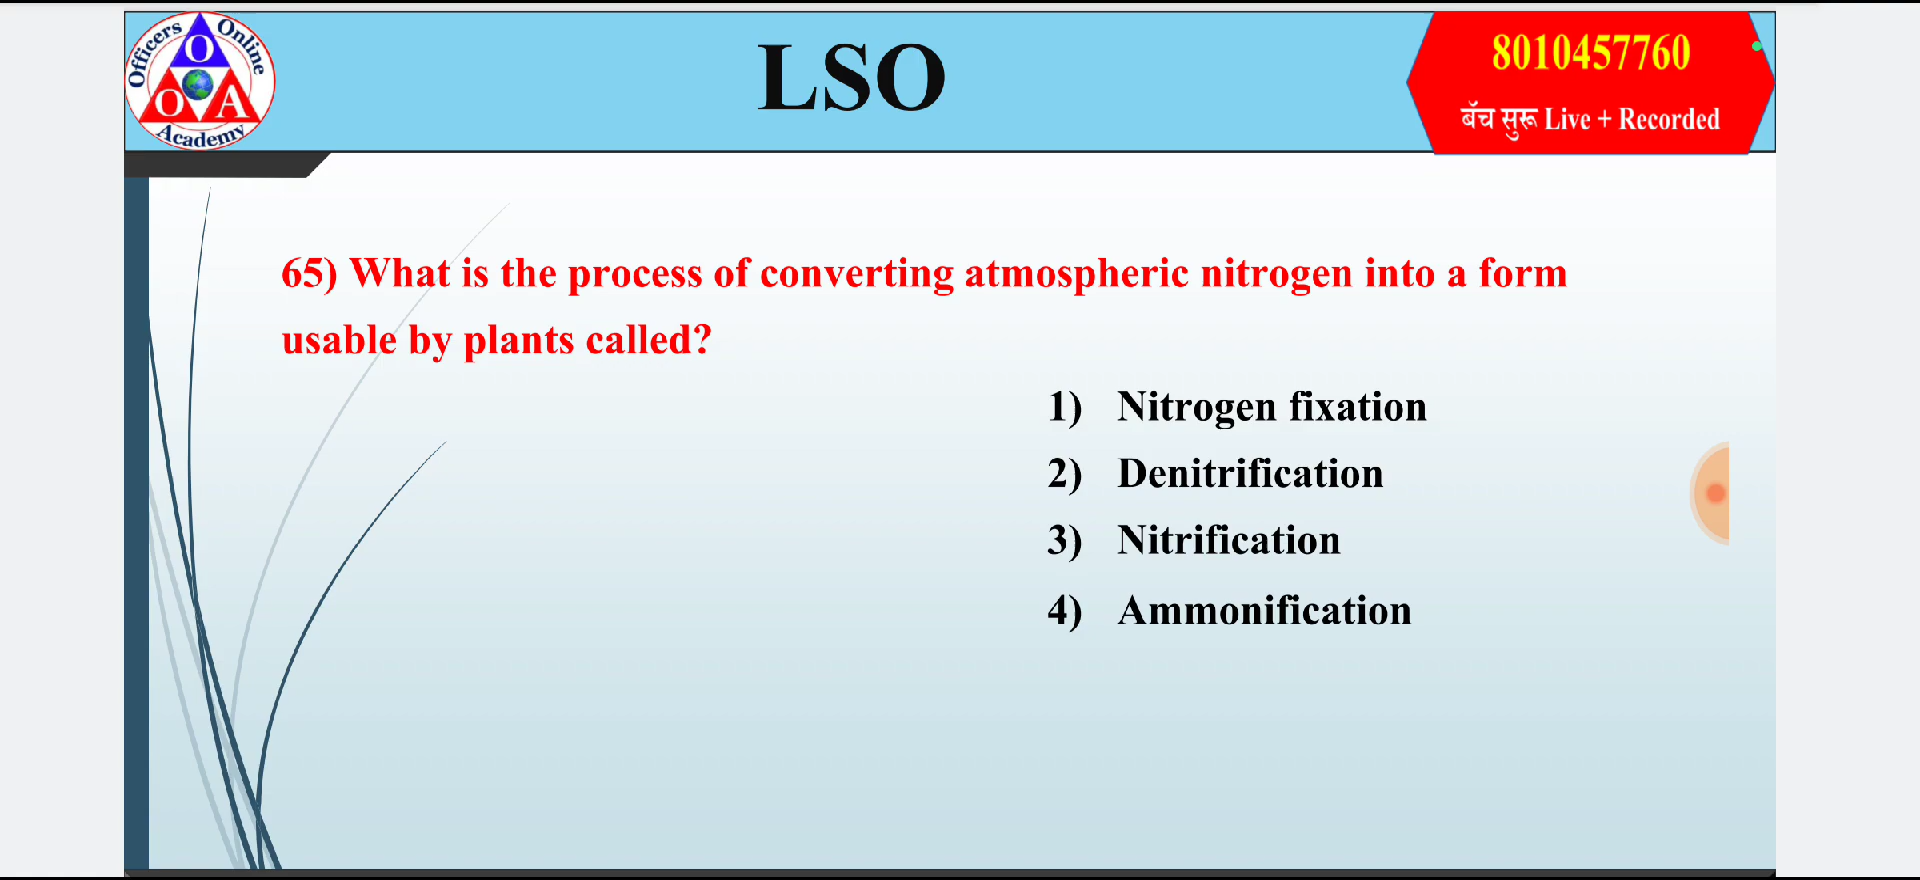 Officers Online
O
O A
Academy
LSO
8010457760
बॅच सुरू Live + Recorded
65) What is the process of converting atmospheric nitrogen into a form
usable by plants called?
1) Nitrogen fixation
2) Denitrification
3) Nitrification
4) Ammonification